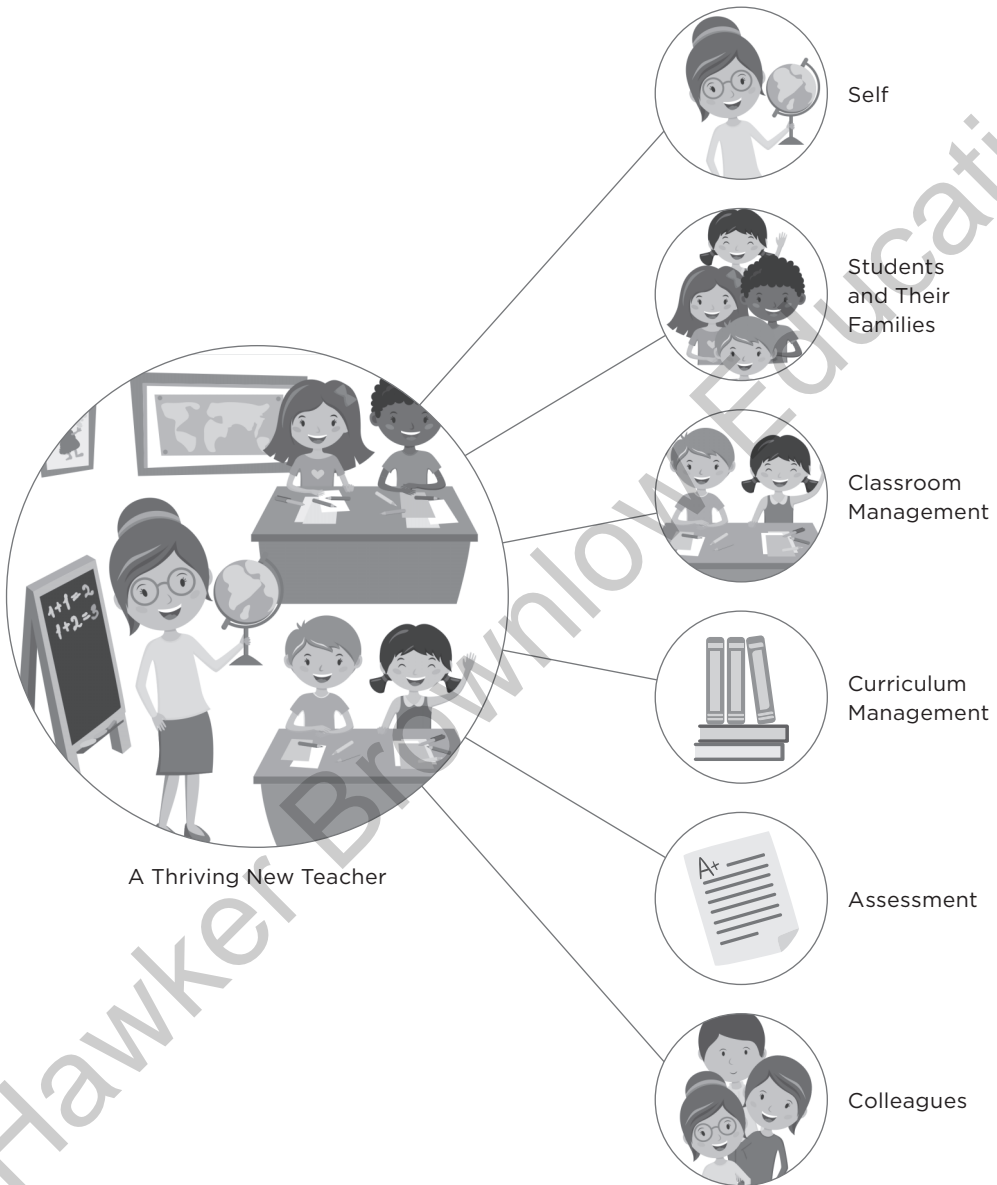 Self
Students
and Their
Families
Classroom
Management
Curriculum
Management
Assessment
Colleagues
A Thriving New Teacher
1+1=2
1+2=3
A+
Hawker Brownlow Educati